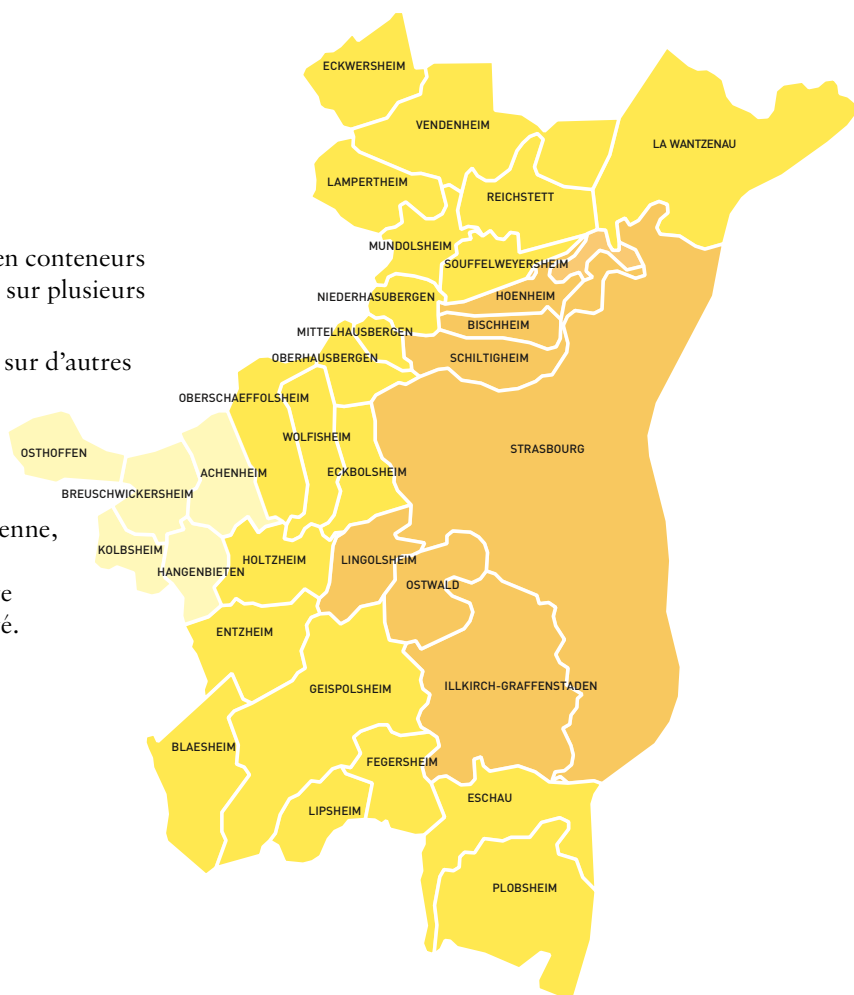 en conteneurs
sur plusieurs
sur d'autres
enne,
e
é.
ECKWERSHEIM
VENDENHEIM
LA WANTZENAU
LAMPERTHEIM
REICHSTETT
MUNDOLSHEIM
SOUFFELWEYERSHEIM
NIEDERHASUBERGEN
HOENHEIM
BISCHHEIM
MITTELHAUSBERGEN
OBERHAUSBERGEN
SCHILTIGHEIM
OBERSCHAEFFOLSHEIM
WOLFISHEIM
STRASBOURG
OSTHOFFEN
ACHENHEIM
ECKBOLSHEIM
BREUSCHWICKERSHEIM
KOLBSHEIM
HANGENBIETEN
HOLTZHEIM
LINGOLSHEIM
OSTWALD
ENTZHEIM
GEISPOLSHEIM
ILLKIRCH-GRAFFENSTADEN
BLAESHEIM
FEGERSHEIM
ESCHAU
LIPSHEIM
PLOBSHEIM